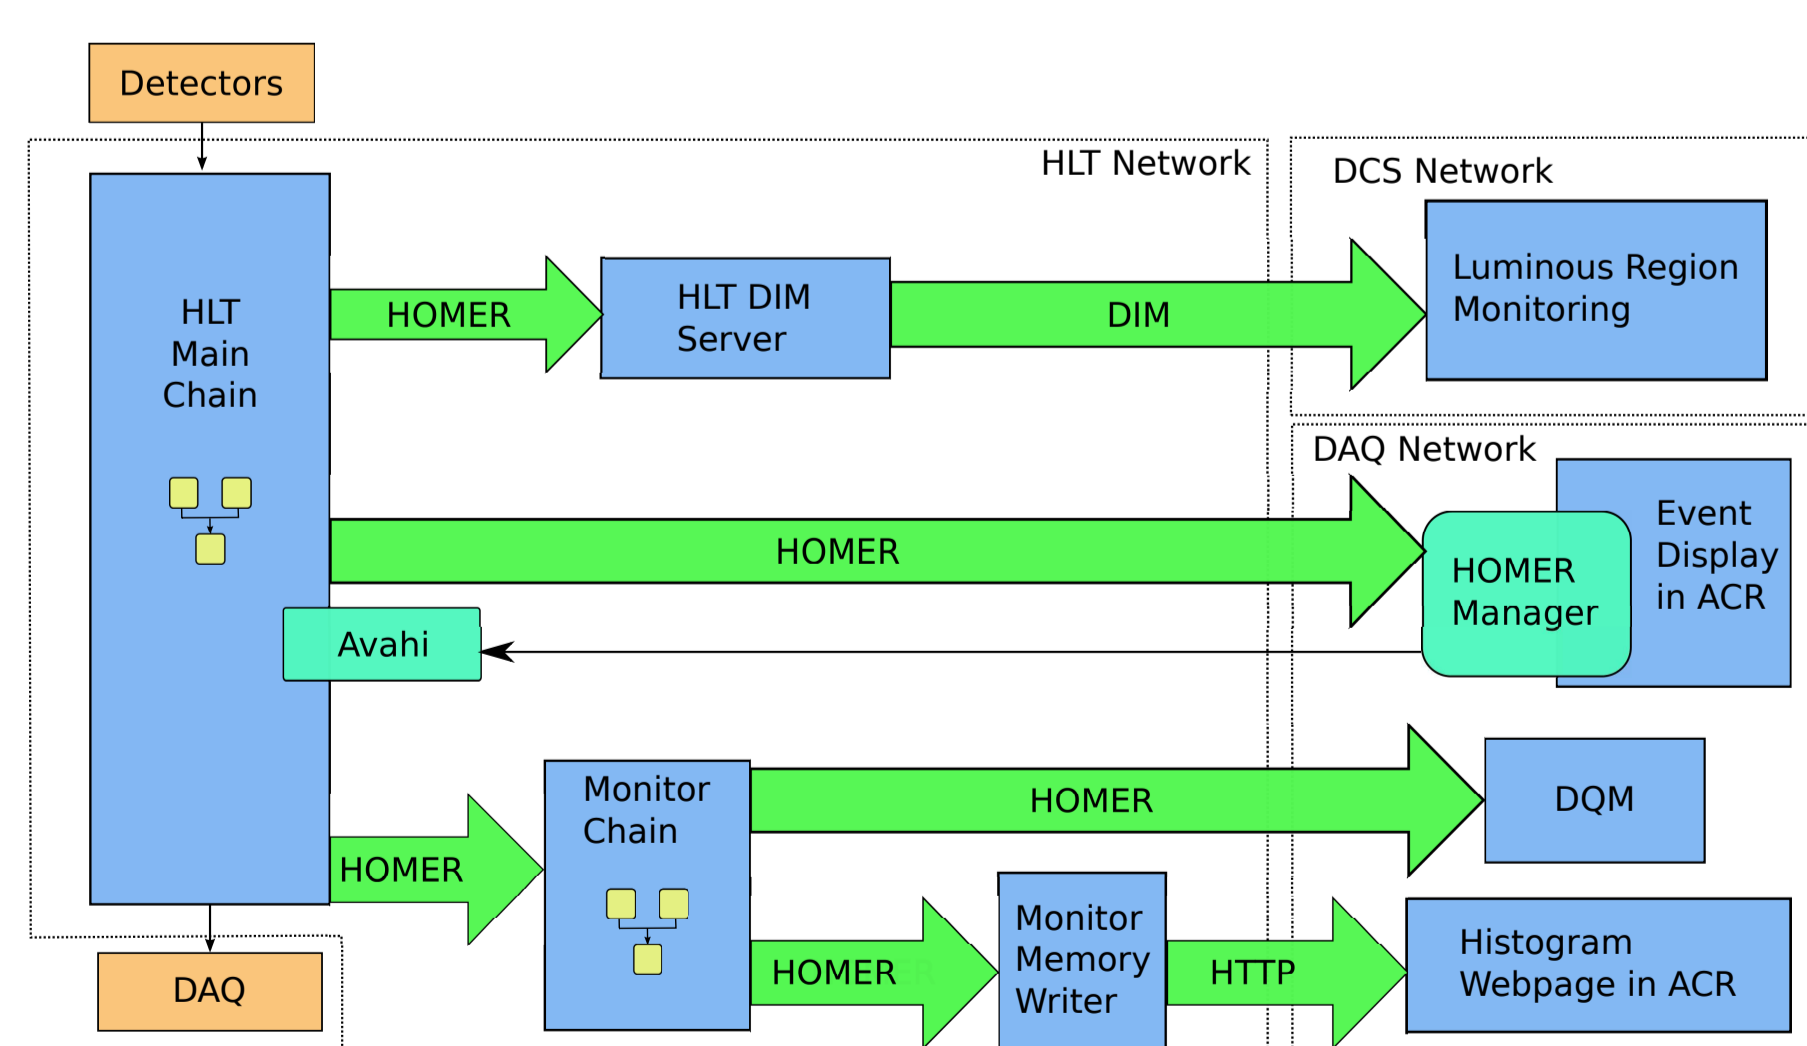 Detectors
HLT Network
DCS Network
HLT
Main
Chain
HOMER
HLT DIM
Server
DIM
Luminous Region
Monitoring
DAQ Network
HOMER
HOMER
Manager
Event
Display
in ACR
Avahi
Monitor
Chain
HOMER
HOMER
DQM
HOMER
Monitor
Memory
Writer
HTTP
Histogram
Webpage in ACR
DAQ